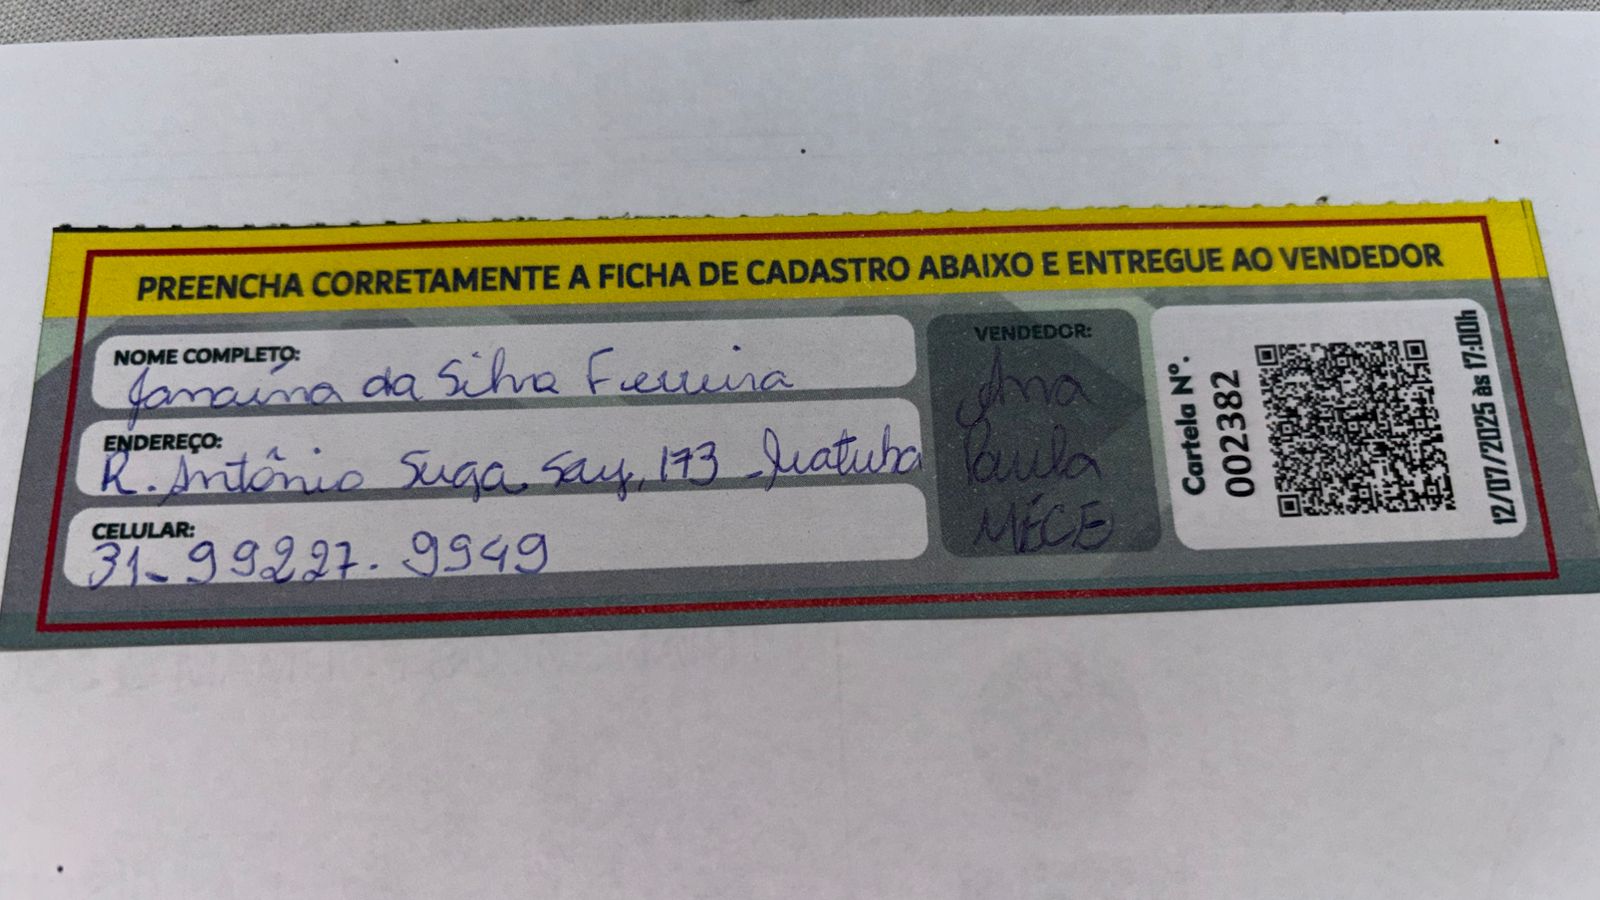 PREENCHA CORRETAMENTE A FICHA DE CADASTRO ABAIXO E ENTREGUE AO VENDEDOR
NOME COMPLETO:
Janaína da Silva Ferreira
ENDEREÇO:
R. Antônio Suga Say, 173 - Juatuba
CELULAR:
31-99227-9949
VENDEDOR:
Ana
Paula
MÉCE
Cartela Nº.
002382
12/07/2025 às 17:00h